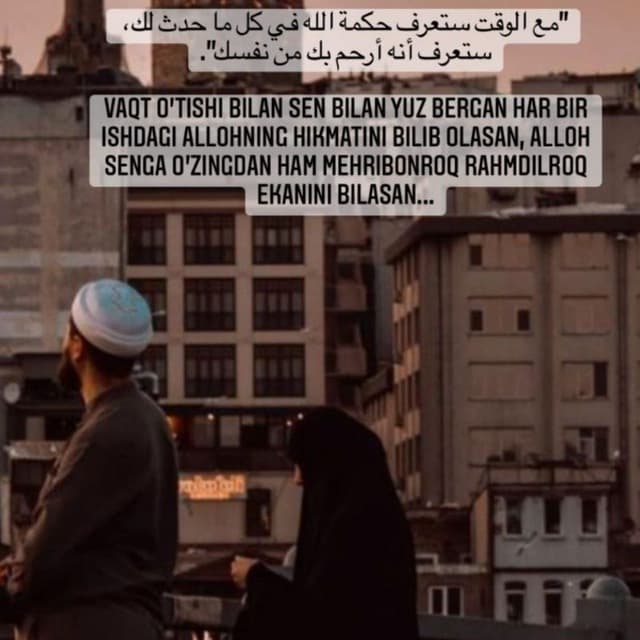 "مع الوقت ستعرف حكمة الله في كل ما حدث لك،
ستعرف أنه أرحم بك من نفسك".
VAQT O'TISHI BILAN SEN BILAN YUZ BERGAN HAR BIR
ISHDAGI ALLOHNING HIKMATINI BILIB OLASAN, ALLOH
SENGA O'ZINGDAN HAM MEHRIBONROQ RAHMDILROQ
EKANINI BILASAN...